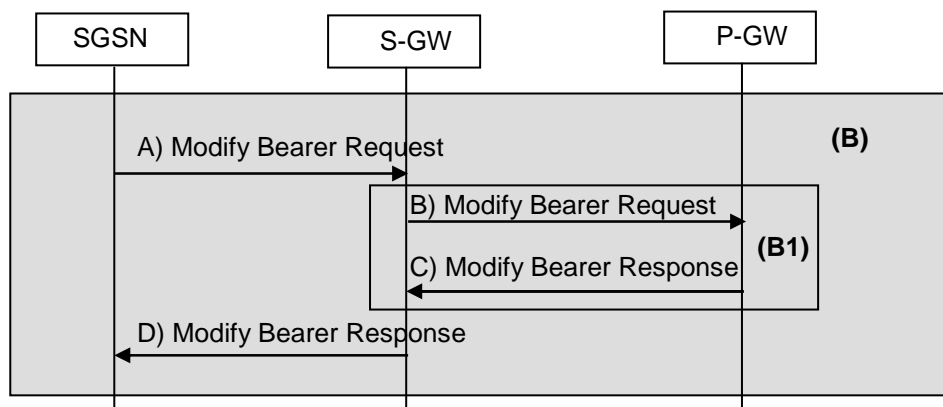 SGSN
S-GW
P-GW
(B)
A) Modify Bearer Request
B) Modify Bearer Request
(B1)
C) Modify Bearer Response
D) Modify Bearer Response